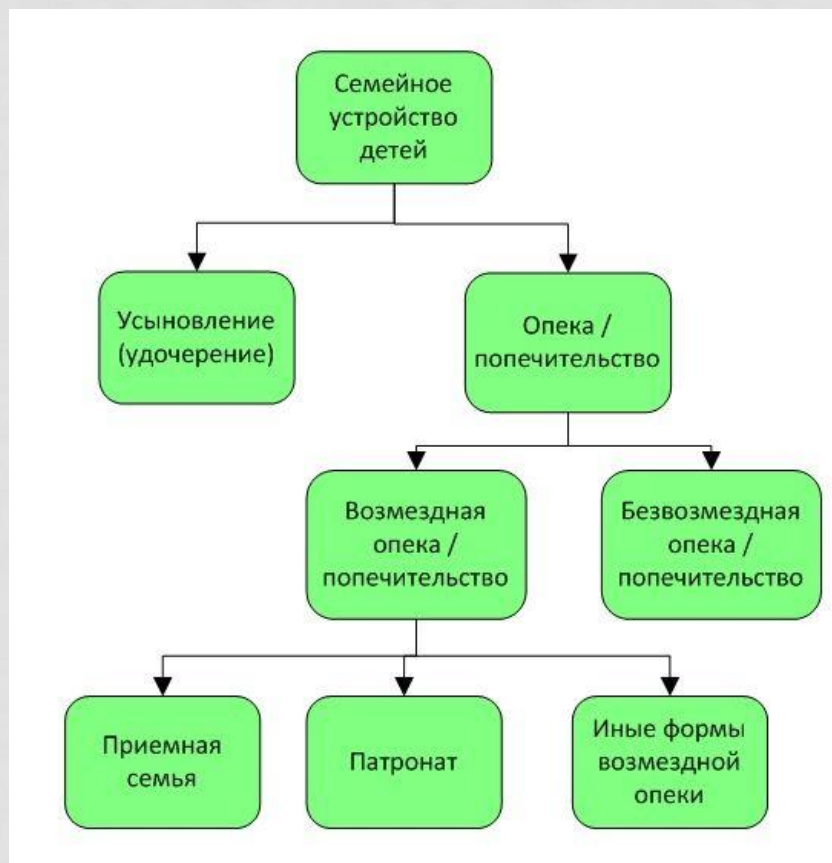 Семейное
устройство
детей
Усыновление
(удочерение)
Опека /
попечительство
Возмездная
опека /
попечительство
Безвозмездная
опека /
попечительство
Приемная
семья
Патронат
Иные формы
возмездной
опеки